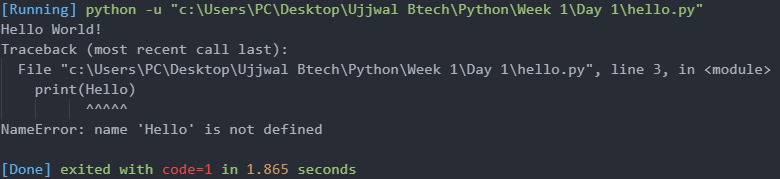 [Running] python -u "c:\Users\PC\Desktop\Ujjwal Btech\Python\Week 1\Day 1\hello.py"
Hello World!
Traceback (most recent call last):
  File "c:\Users\PC\Desktop\Ujjwal Btech\Python\Week 1\Day 1\hello.py", line 3, in <module>
    print(Hello)
          ^^^^^
NameError: name 'Hello' is not defined
[Done] exited with code=1 in 1.865 seconds